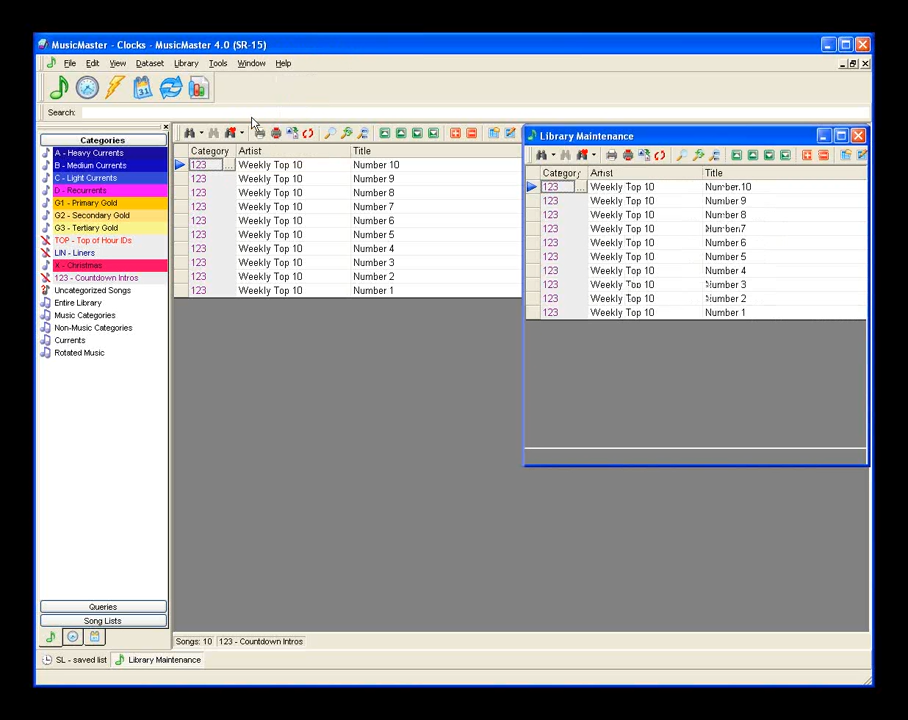 MusicMaster - Clocks - MusicMaster 4.0 (SR-15)
File Edit View Dataset Library Tools Window Help
31
Search:
Categories
A - Heavy Currents
B - Medium Currents
C - Light Currents
D - Recurrents
G1 - Primary Gold
G2 - Secondary Gold
G3 - Tertiary Gold
TOP - Top of Hour IDs
LIN - Liners
X - Christmas
123 - Countdown Intros
Uncategorized Songs
Entire Library
Music Categories
Non-Music Categories
Currents
Rotated Music
Queries
Song Lists
Category Artist Title
123 ... Weekly Top 10 Number 10
123 Weekly Top 10 Number 9
123 Weekly Top 10 Number 8
123 Weekly Top 10 Number 7
123 Weekly Top 10 Number 6
123 Weekly Top 10 Number 5
123 Weekly Top 10 Number 4
123 Weekly Top 10 Number 3
123 Weekly Top 10 Number 2
123 Weekly Top 10 Number 1
Library Maintenance
Category Artist Title
123 ... Weekly Top 10 Number 10
123 Weekly Top 10 Number 9
123 Weekly Top 10 Number 8
123 Weekly Top 10 Number 7
123 Weekly Top 10 Number 6
123 Weekly Top 10 Number 5
123 Weekly Top 10 Number 4
123 Weekly Top 10 Number 3
123 Weekly Top 10 Number 2
123 Weekly Top 10 Number 1
Songs: 10 123 - Countdown Intros
SL - saved list Library Maintenance